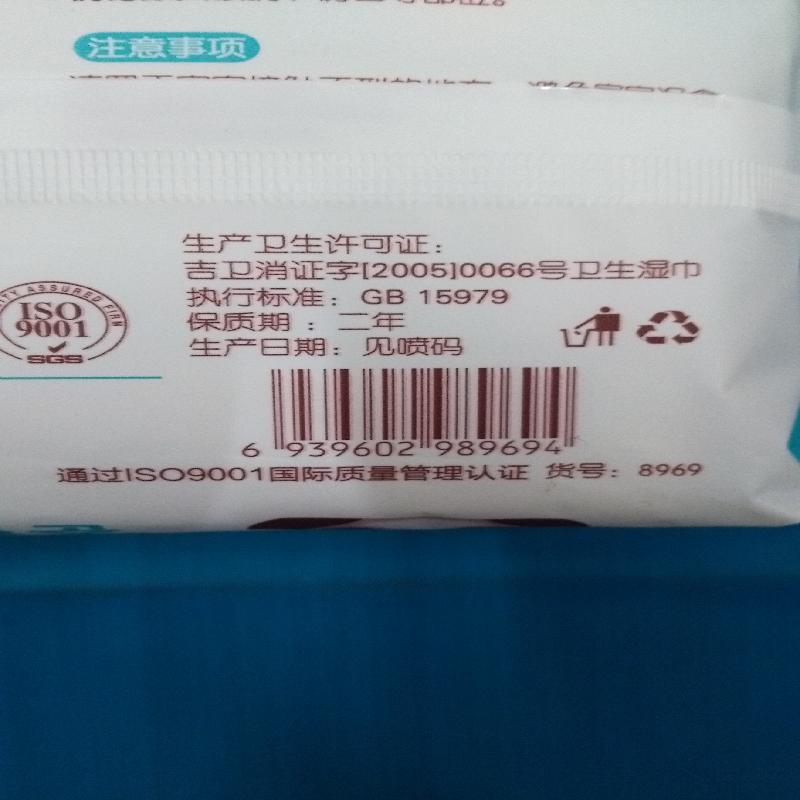 注意事项
生产卫生许可证：
吉卫消证字[2005]0066号卫生湿巾
执行标准：GB 15979
保质期：二年
生产日期：见喷码
ITY ASSURED FIRM
ISO
9001
SGS
6 939602 989694
通过ISO9001国际质量管理认证 货号：8969